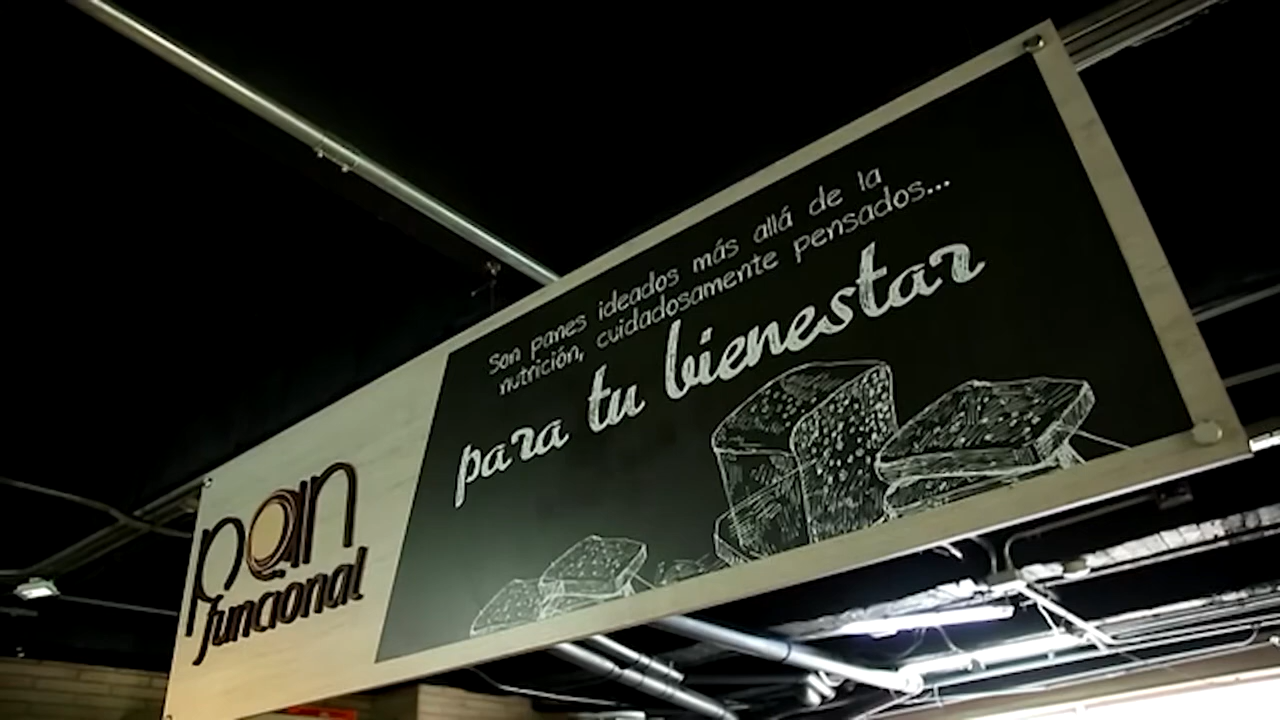 Son panes ideados más allá de la
nutrición, cuidadosamente pensados...
para tu bienestar
pan
funcional